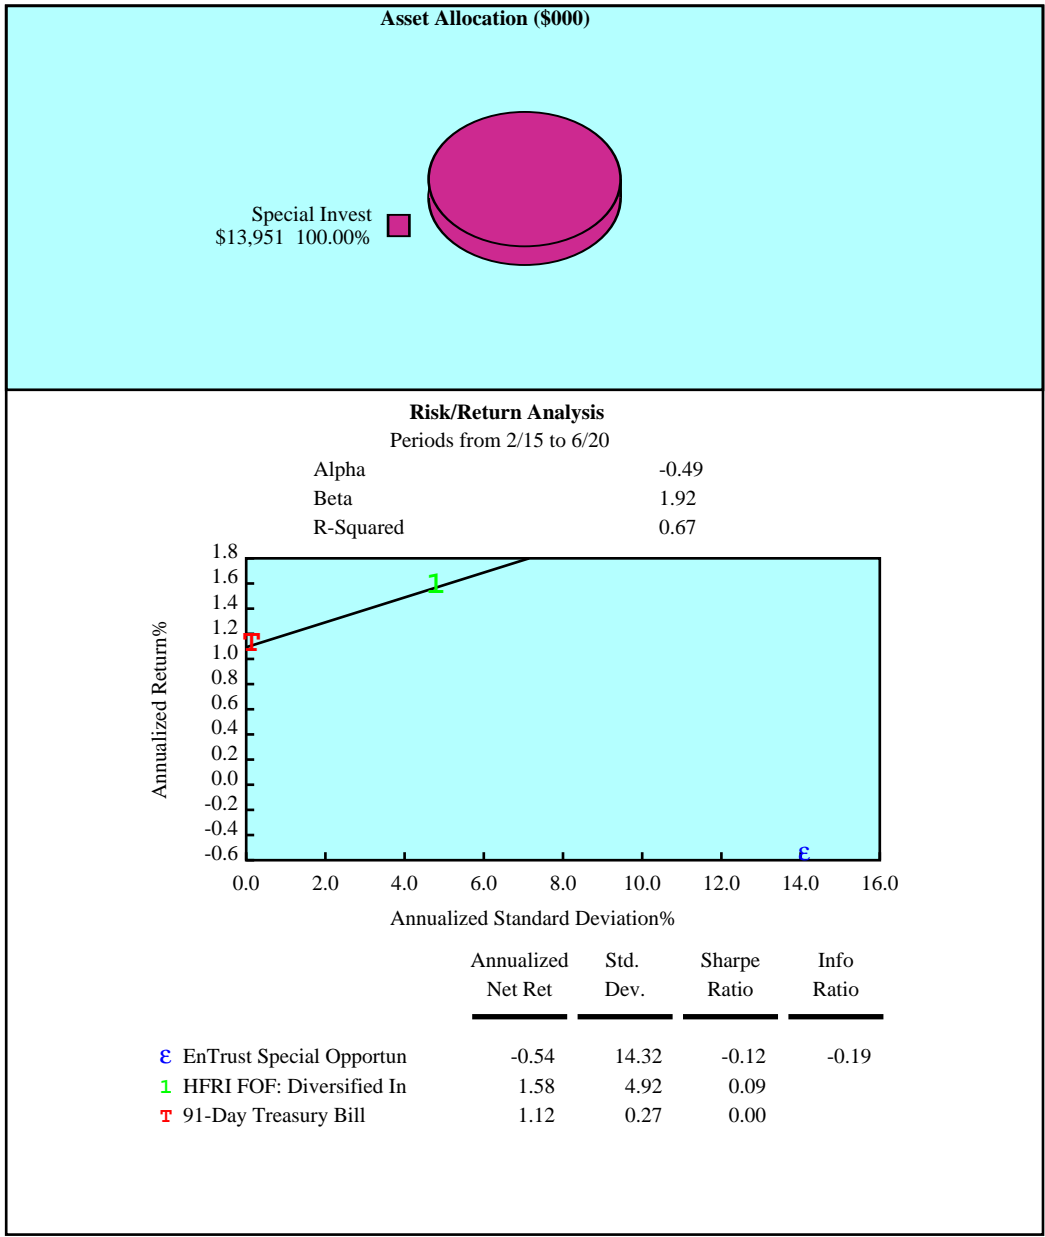 Asset Allocation ($000)
Special Invest
$13,951 100.00%
Risk/Return Analysis
Periods from 2/15 to 6/20
Alpha -0.49
Beta 1.92
R-Squared 0.67
1.8
1.6
1.4
1.2
1.0
0.8
0.6
0.4
0.2
0.0
-0.2
-0.4
-0.6
Annualized Return%
T
1
ε
0.0 2.0 4.0 6.0 8.0 10.0 12.0 14.0 16.0
Annualized Standard Deviation%
Annualized Std. Sharpe Info
Net Ret Dev. Ratio Ratio
ε EnTrust Special Opportun -0.54 14.32 -0.12 -0.19
1 HFRI FOF: Diversified In 1.58 4.92 0.09
T 91-Day Treasury Bill 1.12 0.27 0.00